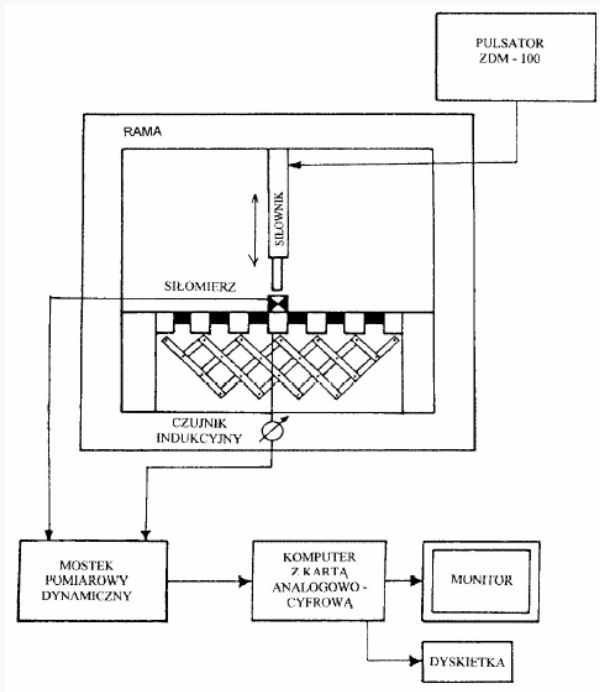 PULSATOR
ZDM - 100
RAMA
SIŁOWNIK
SIŁOMIERZ
CZUJNIK
INDUKCYJNY
MOSTEK
POMIAROWY
DYNAMICZNY
KOMPUTER
Z KARTĄ
ANALOGOWO -
CYFROWĄ
MONITOR
DYSKIETKA